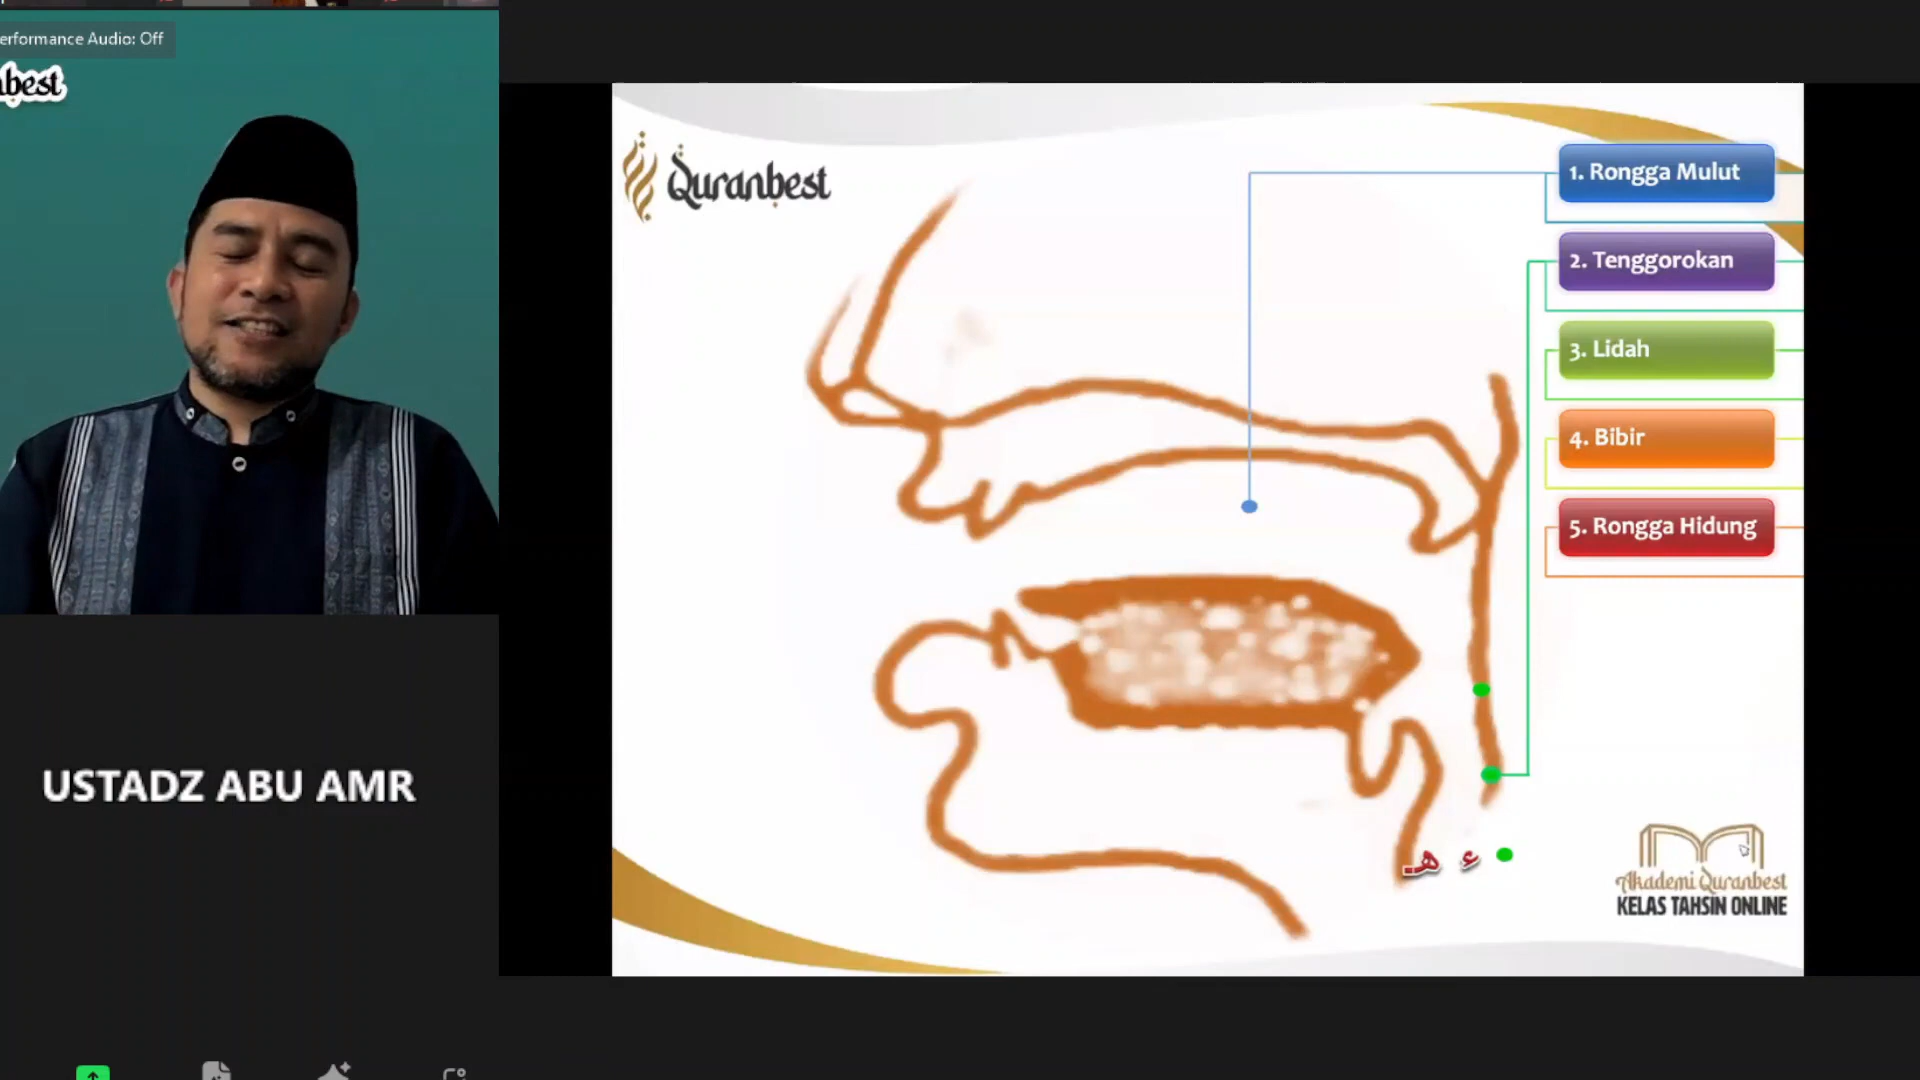 erformance Audio: Off
best
USTADZ ABU AMR
Quranbest
1. Rongga Mulut
2. Tenggorokan
3. Lidah
4. Bibir
5. Rongga Hidung
ء هـ
Akademi Quranbest
KELAS TAHSIN ONLINE